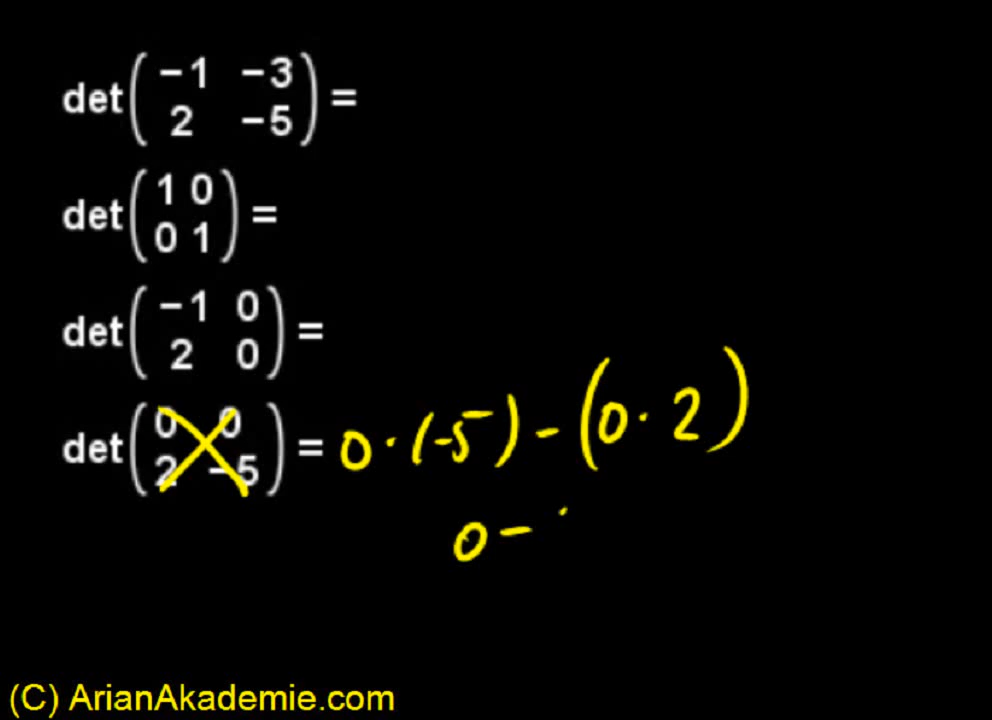 det(−1 −3
2 −5) =
det(1 0
0 1) =
det(−1 0
2 0) =
det(0 0
2 −5) = 0·(-5) - (0·2)
0 -
(C) ArianAkademie.com